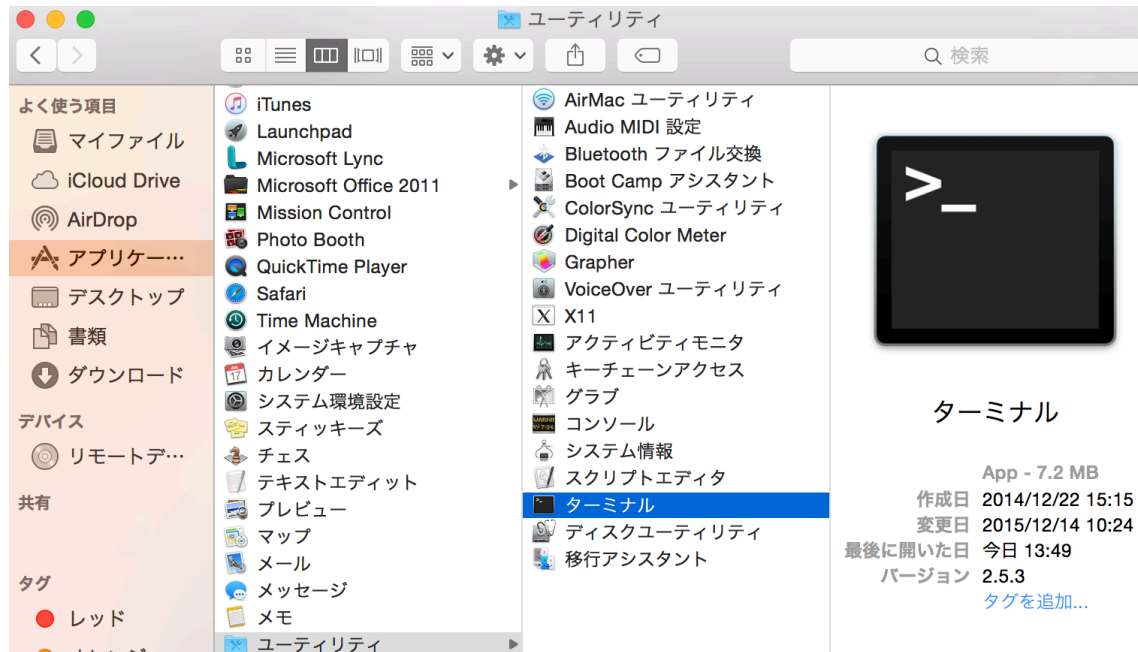 ユーティリティ
検索
よく使う項目
マイファイル
iCloud Drive
AirDrop
アプリケー…
デスクトップ
書類
ダウンロード
デバイス
リモートデ…
共有
タグ
レッド
iTunes
Launchpad
Microsoft Lync
Microsoft Office 2011
Mission Control
Photo Booth
QuickTime Player
Safari
Time Machine
イメージキャプチャ
カレンダー
システム環境設定
スティッキーズ
チェス
テキストエディット
プレビュー
マップ
メール
メッセージ
メモ
ユーティリティ
AirMac ユーティリティ
Audio MIDI 設定
Bluetooth ファイル交換
Boot Camp アシスタント
ColorSync ユーティリティ
Digital Color Meter
Grapher
VoiceOver ユーティリティ
X11
アクティビティモニタ
キーチェーンアクセス
グラブ
コンソール
システム情報
スクリプトエディタ
ターミナル
ディスクユーティリティ
移行アシスタント
>_
ターミナル
App - 7.2 MB
作成日 2014/12/22 15:15
変更日 2015/12/14 10:24
最後に開いた日 今日 13:49
バージョン 2.5.3
タグを追加...